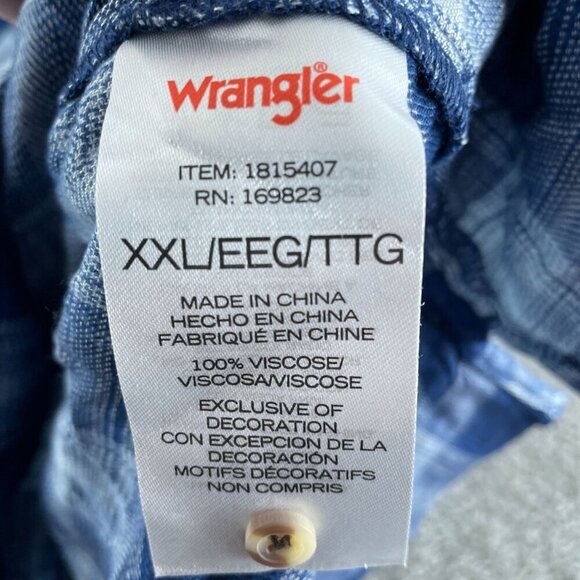 Wrangler®
ITEM: 1815407
RN: 169823
XXL/EEG/TTG
MADE IN CHINA
HECHO EN CHINA
FABRIQUÉ EN CHINE
100% VISCOSE/
VISCOSA/VISCOSE
EXCLUSIVE OF
DECORATION
CON EXCEPCION DE LA
DECORACIÓN
MOTIFS DÉCORATIFS
NON COMPRIS